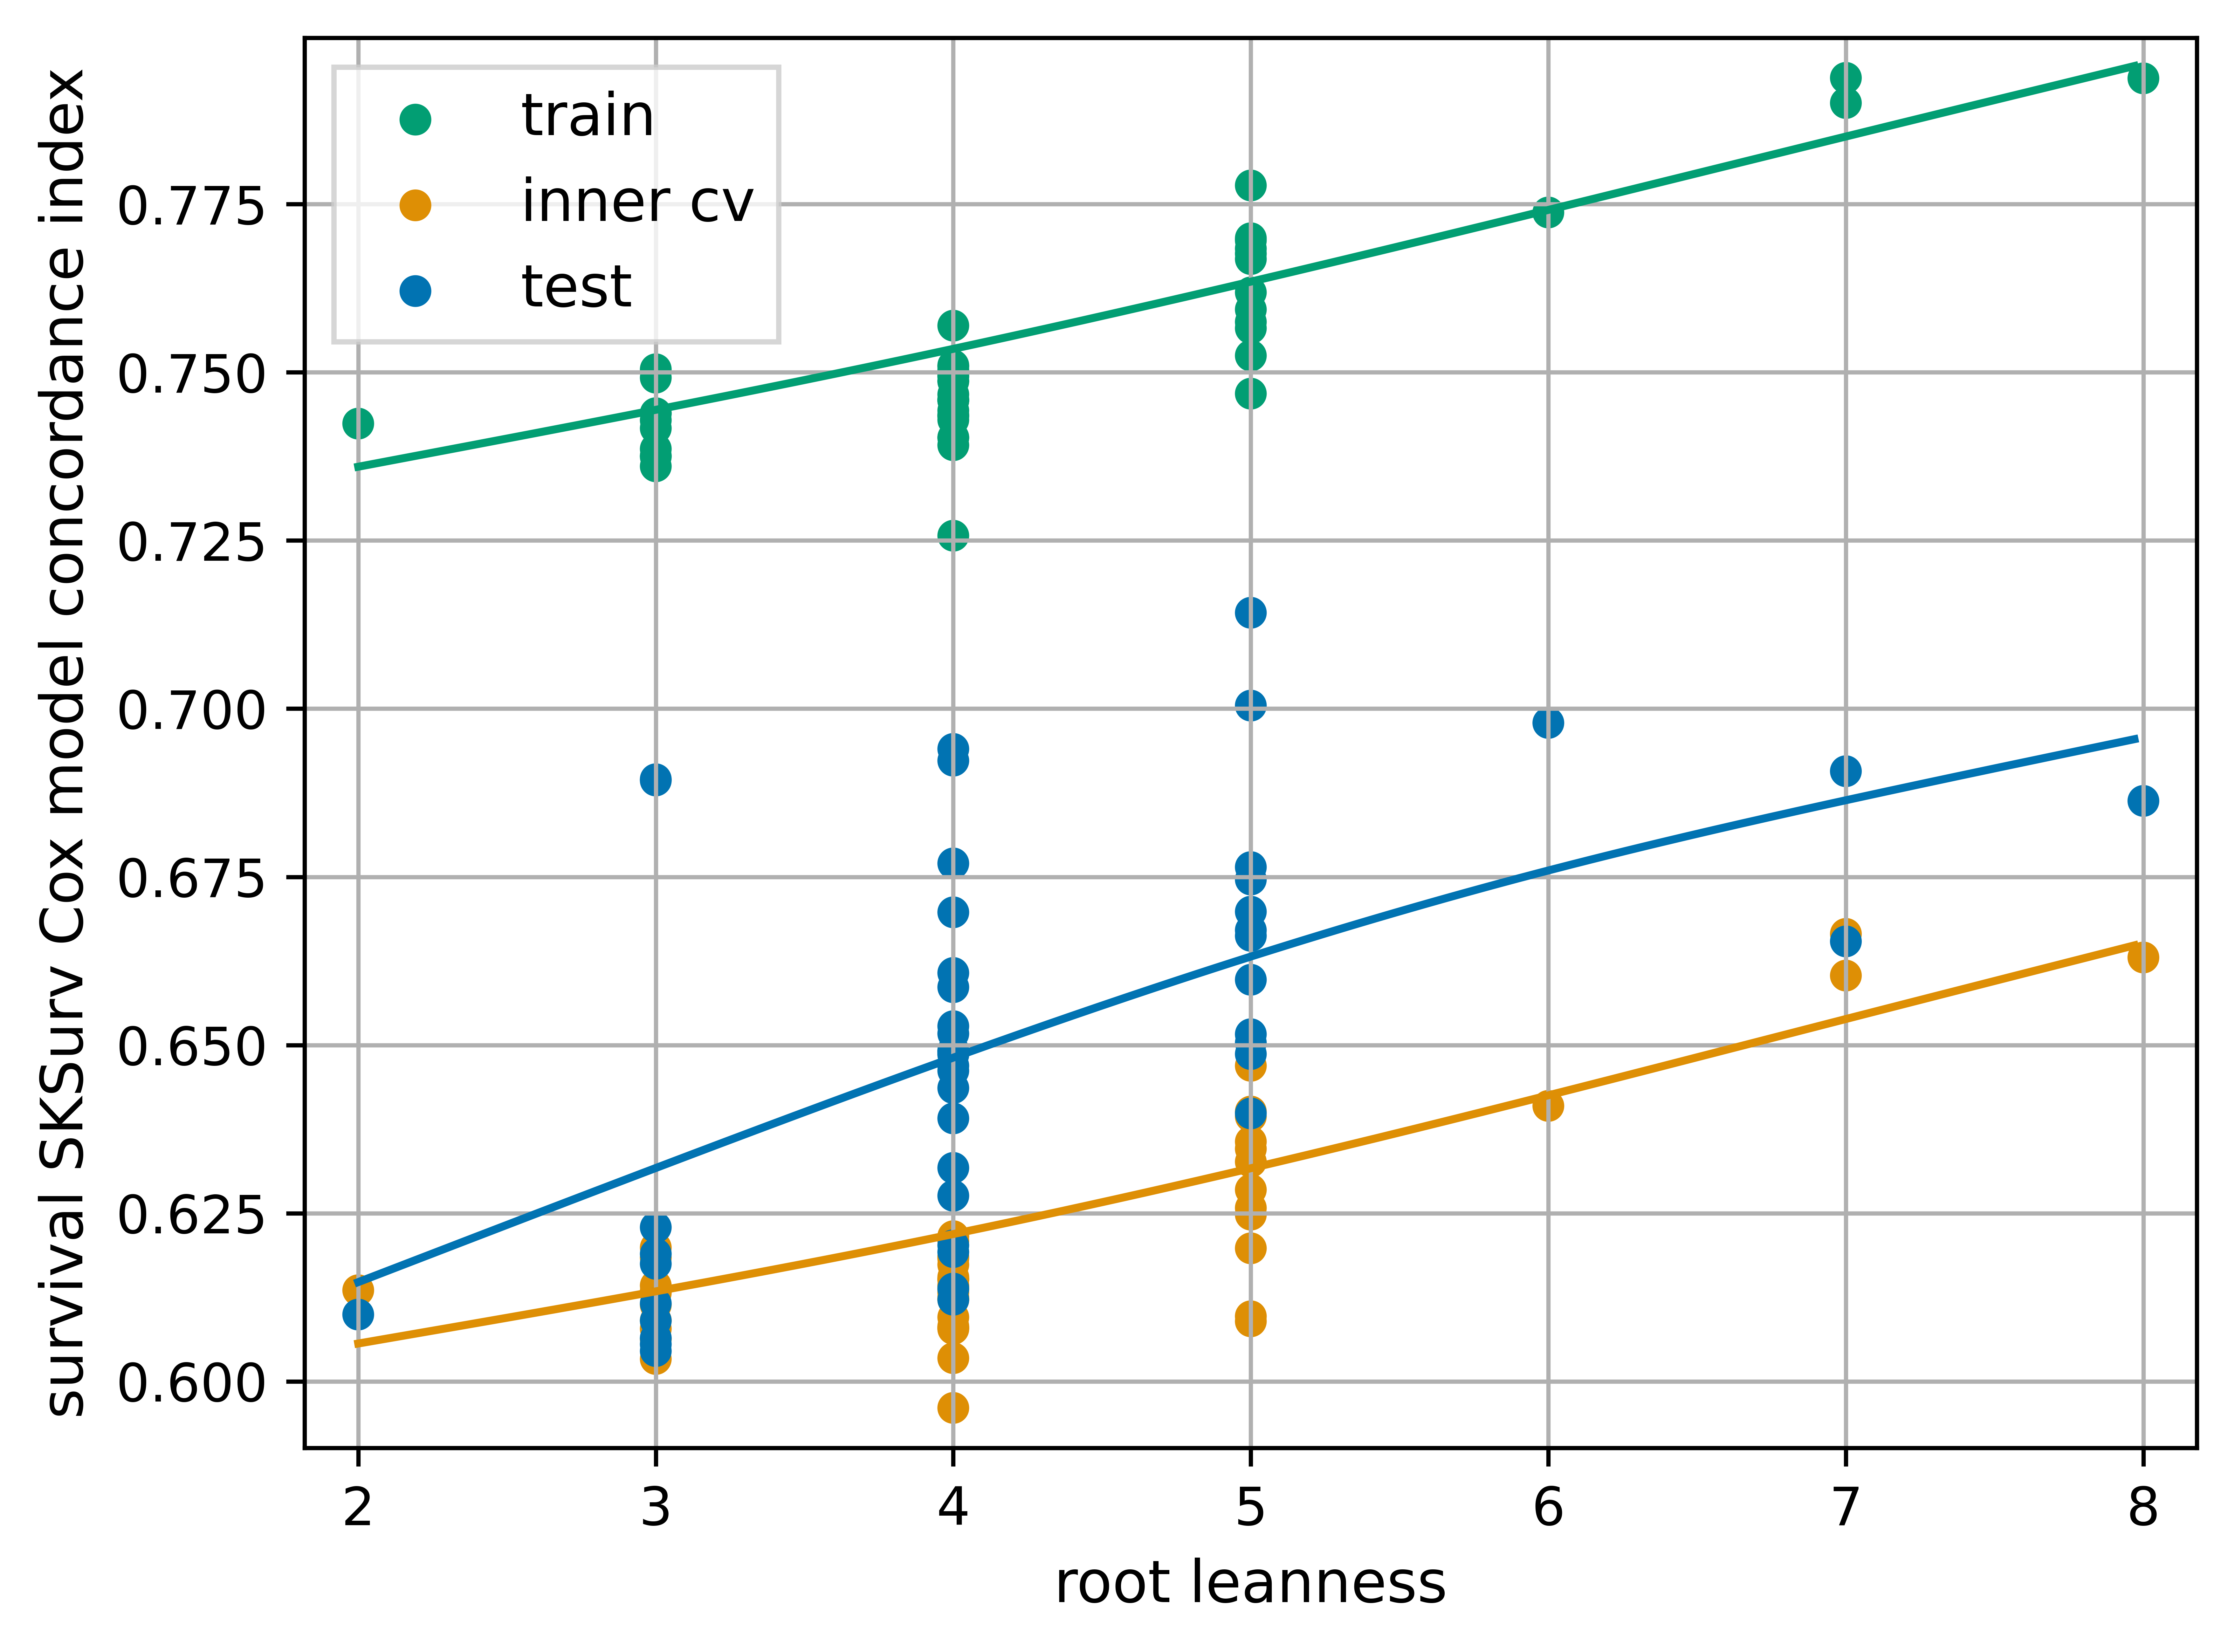 survival SKSurv Cox model concordance index
train
inner cv
test
0.775
0.750
0.725
0.700
0.675
0.650
0.625
0.600
2 3 4 5 6 7 8
root leanness